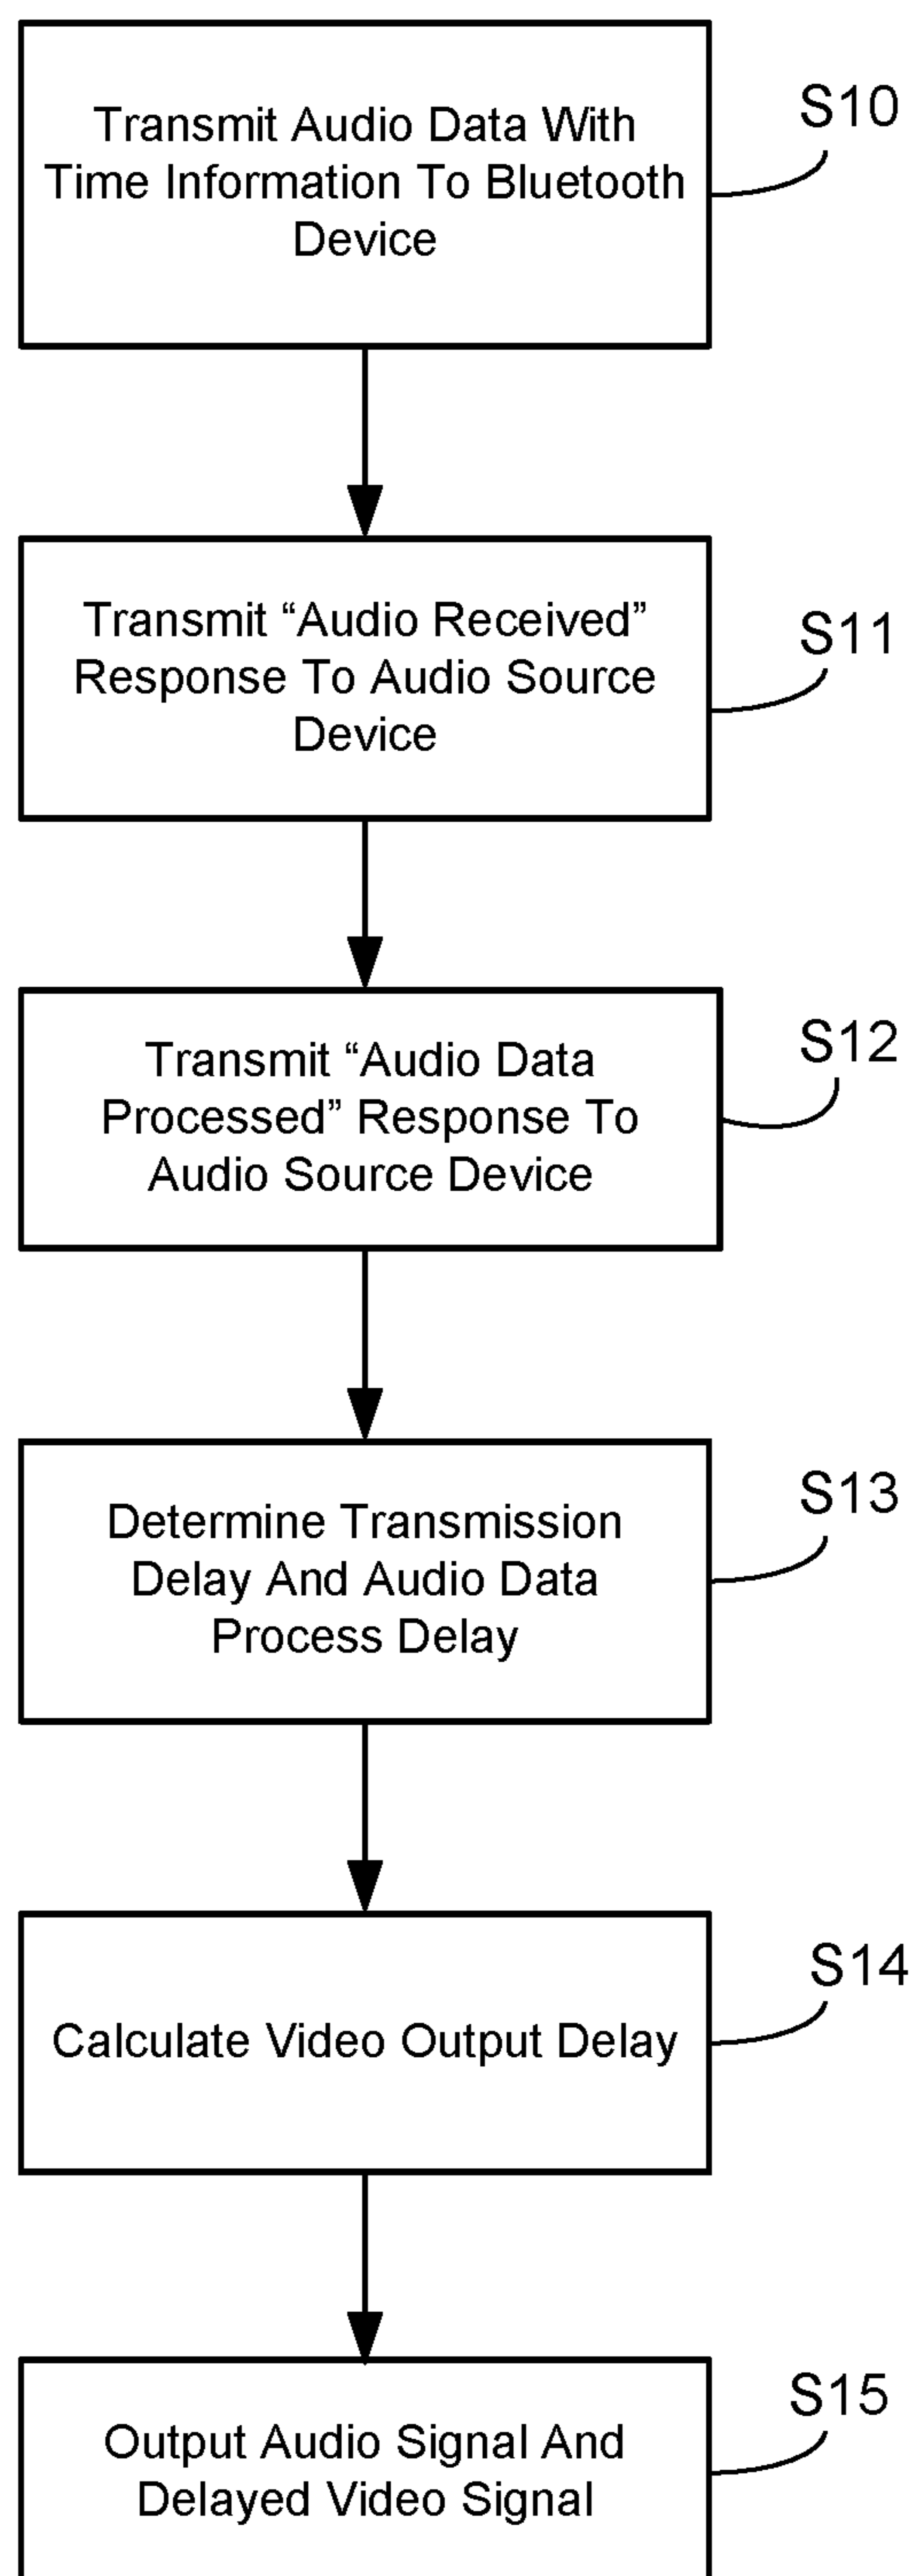 Transmit Audio Data With
Time Information To Bluetooth
Device
S10
Transmit “Audio Received”
Response To Audio Source
Device
S11
Transmit “Audio Data
Processed” Response To
Audio Source Device
S12
Determine Transmission
Delay And Audio Data
Process Delay
S13
Calculate Video Output Delay
S14
Output Audio Signal And
Delayed Video Signal
S15